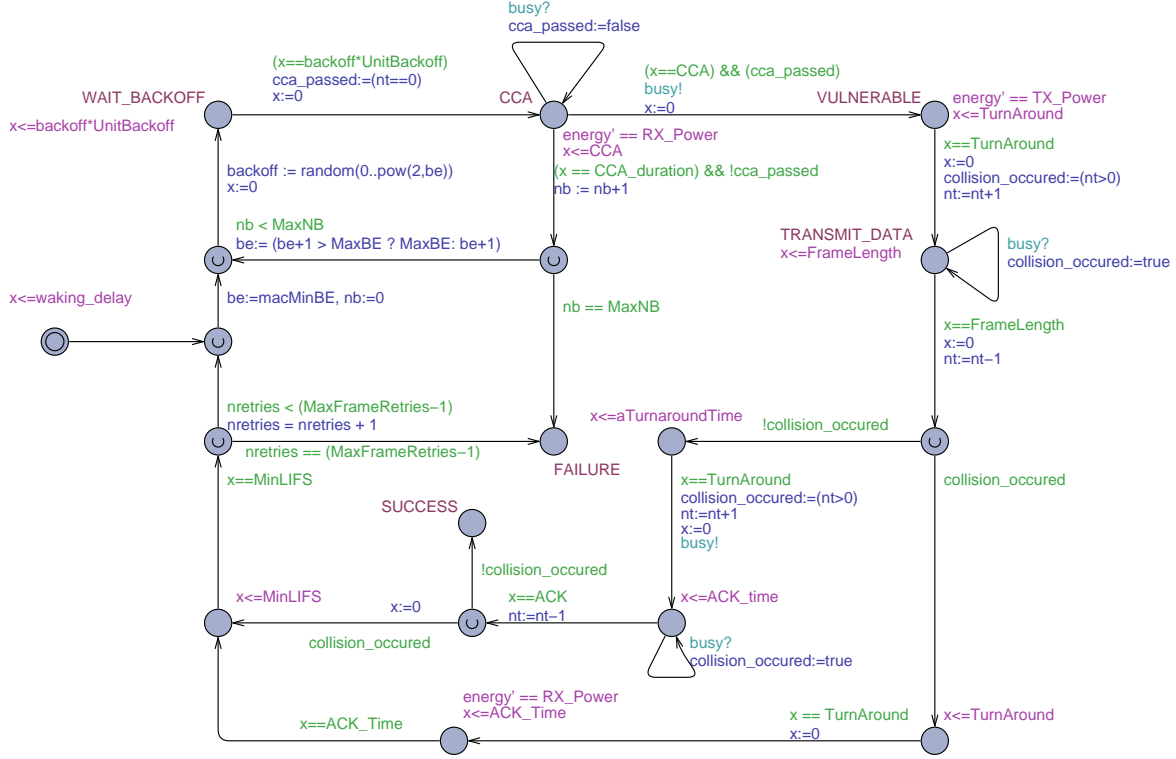 busy?
cca_passed:=false
(x==backoff*UnitBackoff)
cca_passed:=(nt==0)
x:=0
(x==CCA) && (cca_passed)
busy!
x:=0
WAIT_BACKOFF
CCA
VULNERABLE
energy' == TX_Power
x<=TurnAround
x<=backoff*UnitBackoff
energy' == RX_Power
x<=CCA
x==TurnAround
x:=0
collision_occured:=(nt>0)
nt:=nt+1
backoff := random(0..pow(2,be))
x:=0
(x == CCA_duration) && !cca_passed
nb := nb+1
nb < MaxNB
be:= (be+1 > MaxBE ? MaxBE: be+1)
TRANSMIT_DATA
x<=FrameLength
busy?
collision_occured:=true
x<=waking_delay
be:=macMinBE, nb:=0
nb == MaxNB
x==FrameLength
x:=0
nt:=nt−1
nretries < (MaxFrameRetries−1)
nretries = nretries + 1
x<=aTurnaroundTime
!collision_occured
nretries == (MaxFrameRetries−1)
FAILURE
x==MinLIFS
x==TurnAround
collision_occured:=(nt>0)
nt:=nt+1
x:=0
busy!
collision_occured
SUCCESS
!collision_occured
x<=MinLIFS
x:=0
x==ACK
nt:=nt−1
x<=ACK_time
collision_occured
busy?
collision_occured:=true
energy' == RX_Power
x<=ACK_Time
x==ACK_Time
x == TurnAround
x:=0
x<=TurnAround